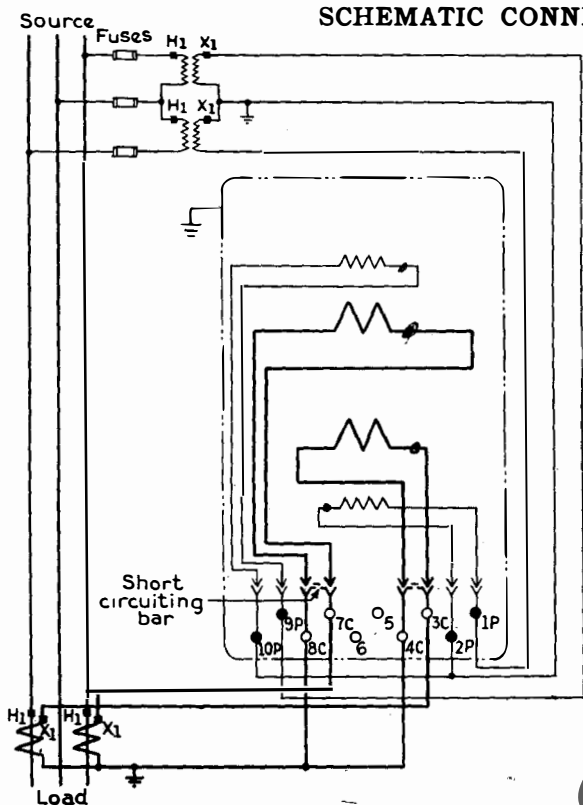 SCHEMATIC CONNE
Source
Fuses
H1 X1
H1 X1
Short
circuiting
bar
9P 7C 5 3C 1P
10P 8C 6 4C 2P
H1 X1 H1 X1
Load